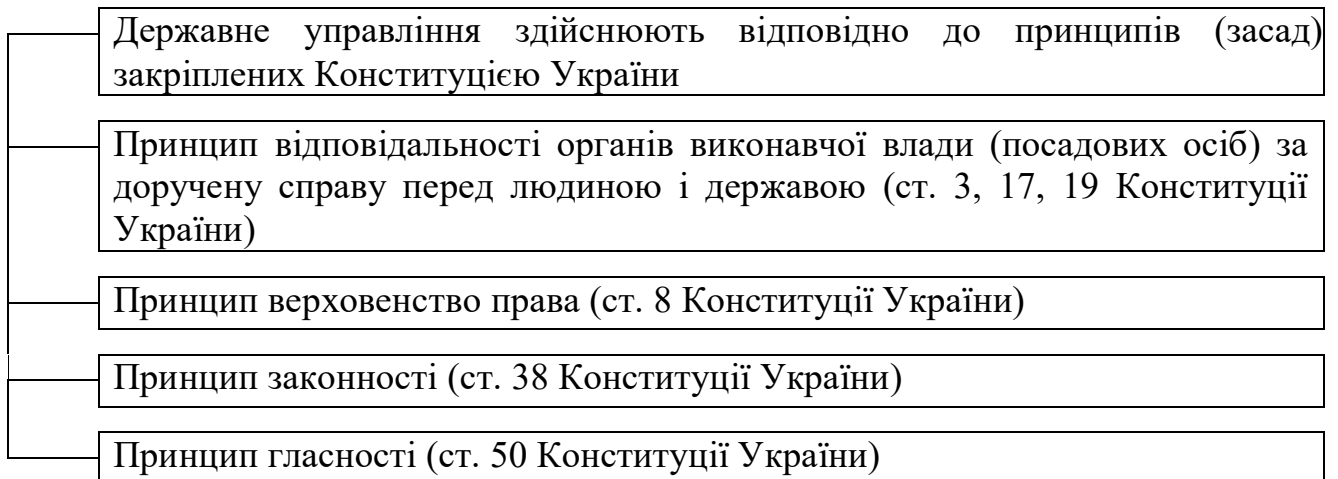 Державне управління здійснюють відповідно до принципів (засад)
закріплених Конституцією України
Принцип відповідальності органів виконавчої влади (посадових осіб) за
доручену справу перед людиною і державою (ст. 3, 17, 19 Конституції
України)
Принцип верховенство права (ст. 8 Конституції України)
Принцип законності (ст. 38 Конституції України)
Принцип гласності (ст. 50 Конституції України)